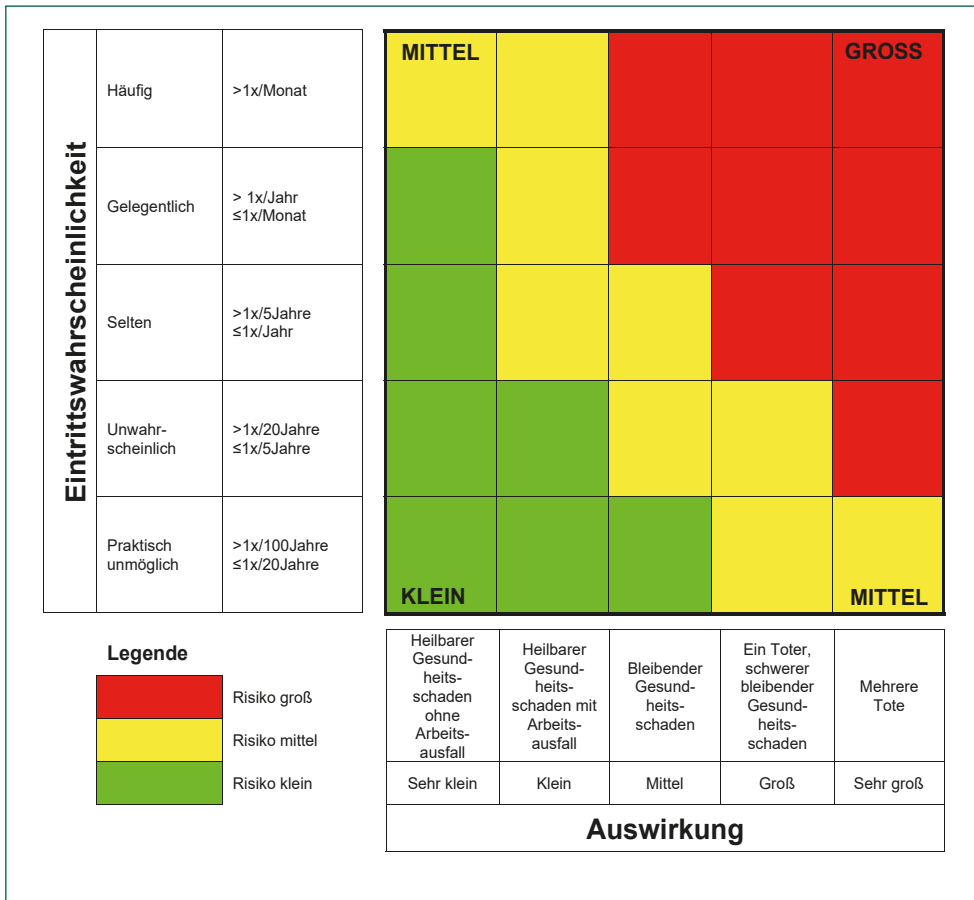 Eintrittswahrscheinlichkeit
Häufig
>1x/Monat
Gelegentlich
> 1x/Jahr
≤1x/Monat
Selten
>1x/5Jahre
≤1x/Jahr
Unwahr-
scheinlich
>1x/20Jahre
≤1x/5Jahre
Praktisch
unmöglich
>1x/100Jahre
≤1x/20Jahre
MITTEL
GROSS
KLEIN
MITTEL
Legende
Risiko groß
Risiko mittel
Risiko klein
Heilbarer
Gesund-
heits-
schaden
ohne
Arbeits-
ausfall
Heilbarer
Gesund-
heits-
schaden mit
Arbeits-
ausfall
Bleibender
Gesund-
heits-
schaden
Ein Toter,
schwerer
bleibender
Gesund-
heits-
schaden
Mehrere
Tote
Sehr klein
Klein
Mittel
Groß
Sehr groß
Auswirkung